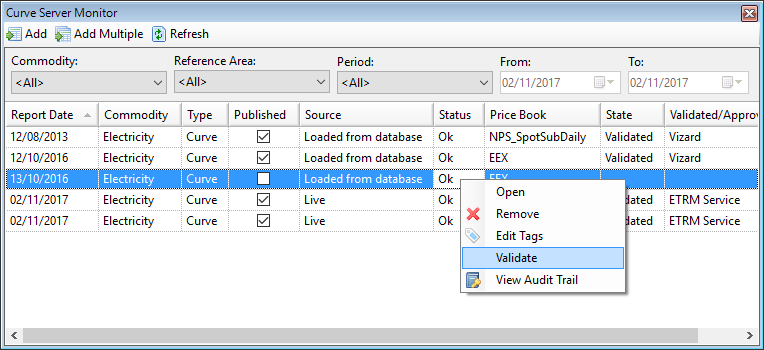 Curve Server Monitor
Add Add Multiple Refresh
Commodity: Reference Area: Period: From: To:
<All> <All> <All> 02/11/2017 02/11/2017
Report Date Commodity Type Published Source Status Price Book State Validated/Approv
12/08/2013 Electricity Curve Loaded from database Ok NPS_SpotSubDaily Validated Vizard
12/10/2016 Electricity Curve Loaded from database Ok EEX Validated Vizard
13/10/2016 Electricity Curve Loaded from database Ok EEX
02/11/2017 Electricity Curve Live Ok dated ETRM Service
02/11/2017 Electricity Curve Live Ok dated ETRM Service
Open
Remove
Edit Tags
Validate
View Audit Trail